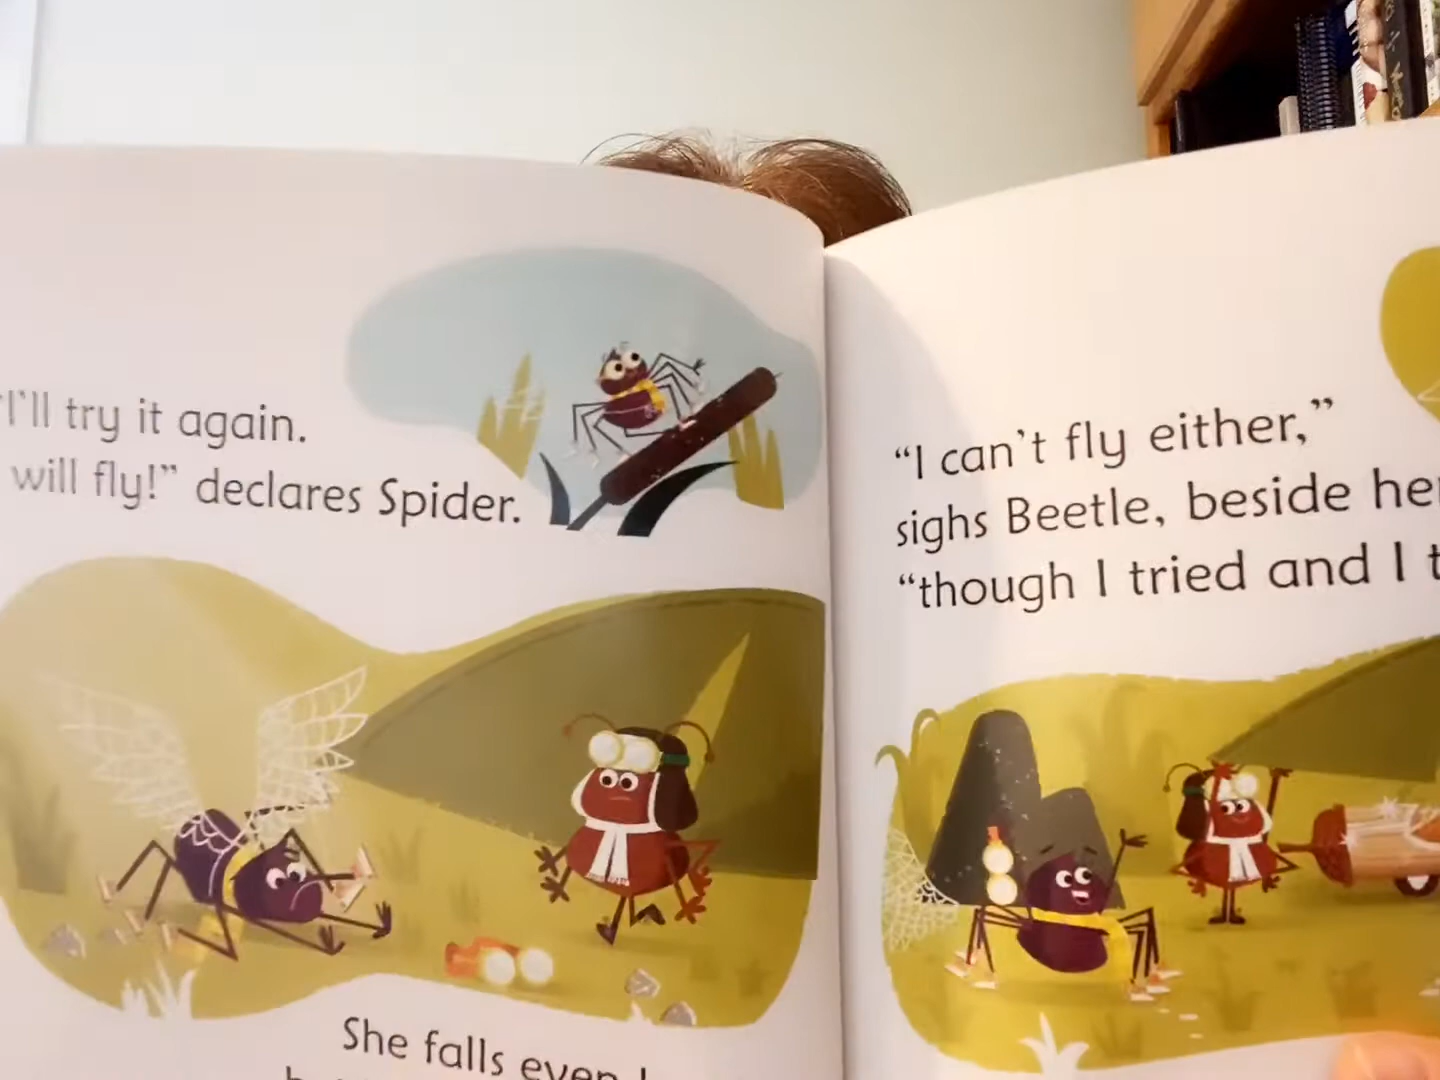 "I'll try it again.
will fly!" declares Spider.
She falls even
"I can't fly either,"
sighs Beetle, beside
"though I tried and I